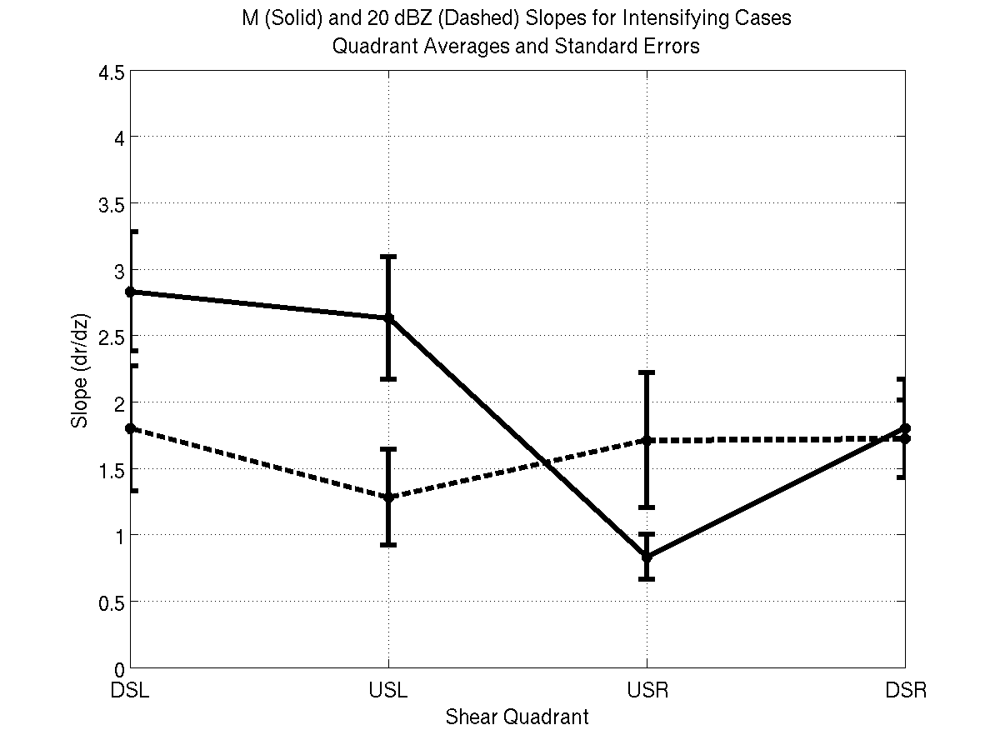 M (Solid) and 20 dBZ (Dashed) Slopes for Intensifying Cases
Quadrant Averages and Standard Errors
4.5
4
3.5
3
2.5
2
1.5
1
0.5
0
Slope (dr/dz)
DSL USL USR DSR
Shear Quadrant